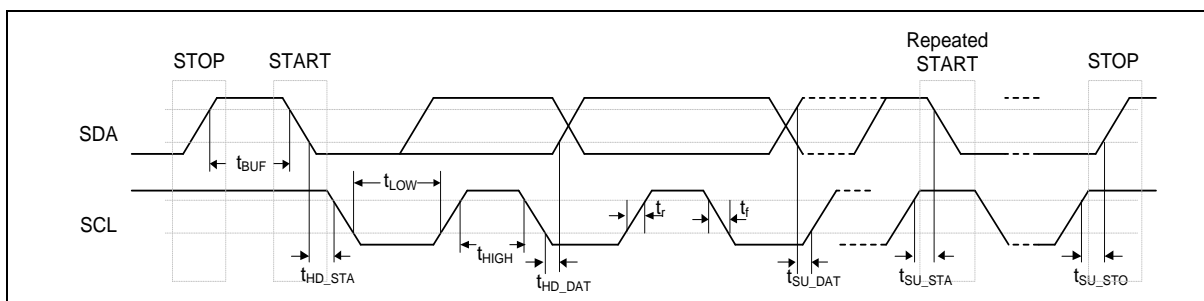 STOP START Repeated START STOP
SDA
t_BUF
t_LOW
SCL
t_r t_f
t_HIGH
t_HD_STA t_HD_DAT t_SU_DAT t_SU_STA t_SU_STO